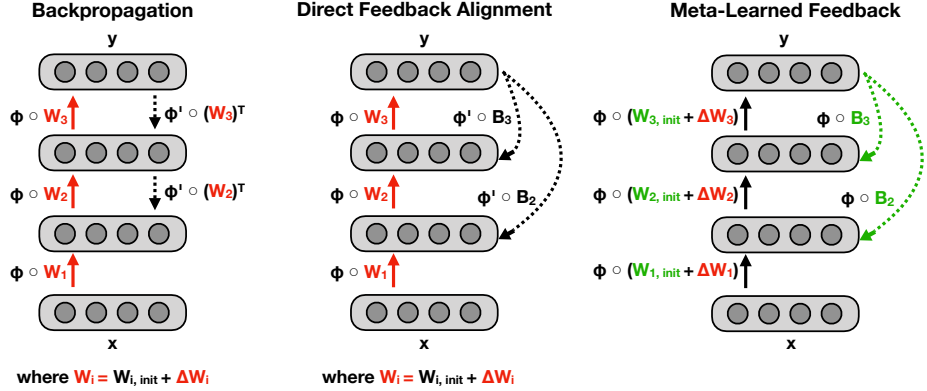 Backpropagation
y
ϕ ○ W₃
ϕ' ○ (W₃)ᵀ
ϕ ○ W₂
ϕ' ○ (W₂)ᵀ
ϕ ○ W₁
x
where Wᵢ = Wᵢ, init + ΔWᵢ
Direct Feedback Alignment
y
ϕ ○ W₃
ϕ' ○ B₃
ϕ ○ W₂
ϕ' ○ B₂
ϕ ○ W₁
x
where Wᵢ = Wᵢ, init + ΔWᵢ
Meta-Learned Feedback
y
ϕ ○ (W₃, init + ΔW₃)
ϕ ○ B₃
ϕ ○ (W₂, init + ΔW₂)
ϕ ○ B₂
ϕ ○ (W₁, init + ΔW₁)
x